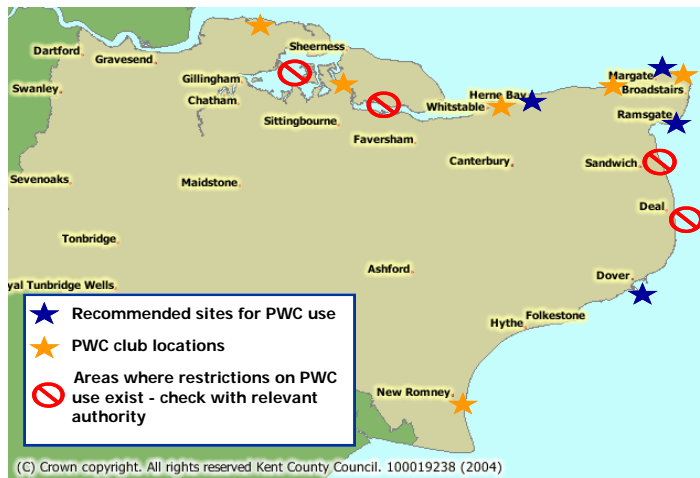 Sheerness
Dartford
Gravesend
Margate
Gillingham
Swanley
Broadstairs
Herne Bay
Chatham
Whitstable
Ramsgate
Sittingbourne
Faversham
Canterbury
Sandwich
Sevenoaks
Maidstone
Deal
Tonbridge
Ashford
Dover
yal Tunbridge Wells
Folkestone
Hythe
New Romney
Recommended sites for PWC use
PWC club locations
Areas where restrictions on PWC
use exist - check with relevant
authority
(C) Crown copyright. All rights reserved Kent County Council. 100019238 (2004)